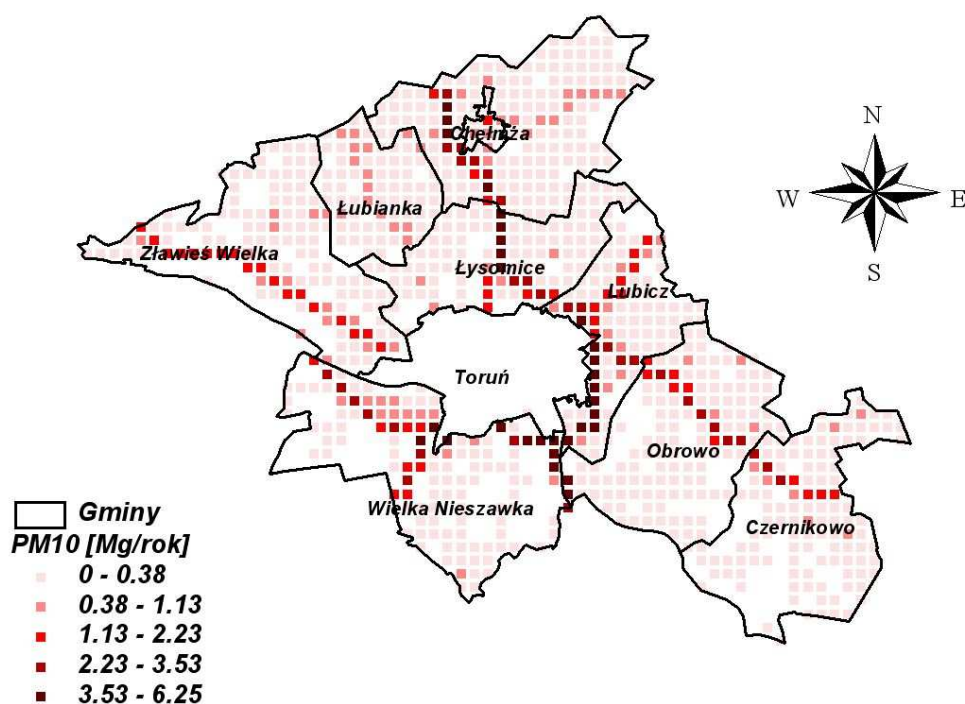 N
W E
S
Chełmża
Łubianka
Zławieś Wielka
Łysomice
Lubicz
Toruń
Obrowo
Wielka Nieszawka
Czernikowo
Gminy
PM10 [Mg/rok]
0 - 0.38
0.38 - 1.13
1.13 - 2.23
2.23 - 3.53
3.53 - 6.25